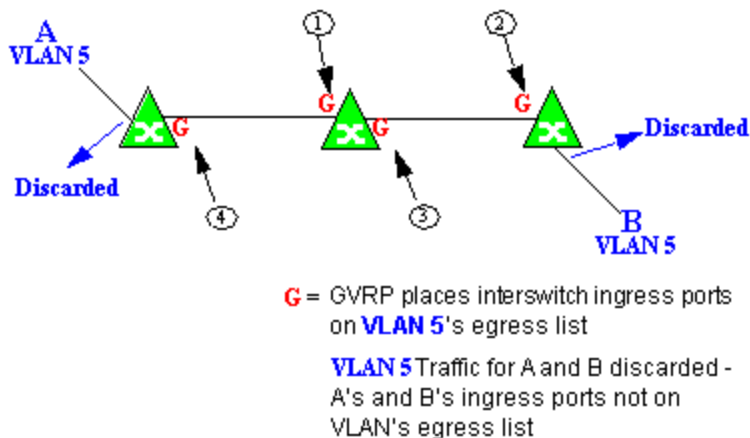 A
VLAN 5
1
2
G
G
G
G
Discarded
Discarded
4
3
B
VLAN 5
G = GVRP places interswitch ingress ports
on VLAN 5's egress list
VLAN 5 Traffic for A and B discarded -
A's and B's ingress ports not on
VLAN's egress list